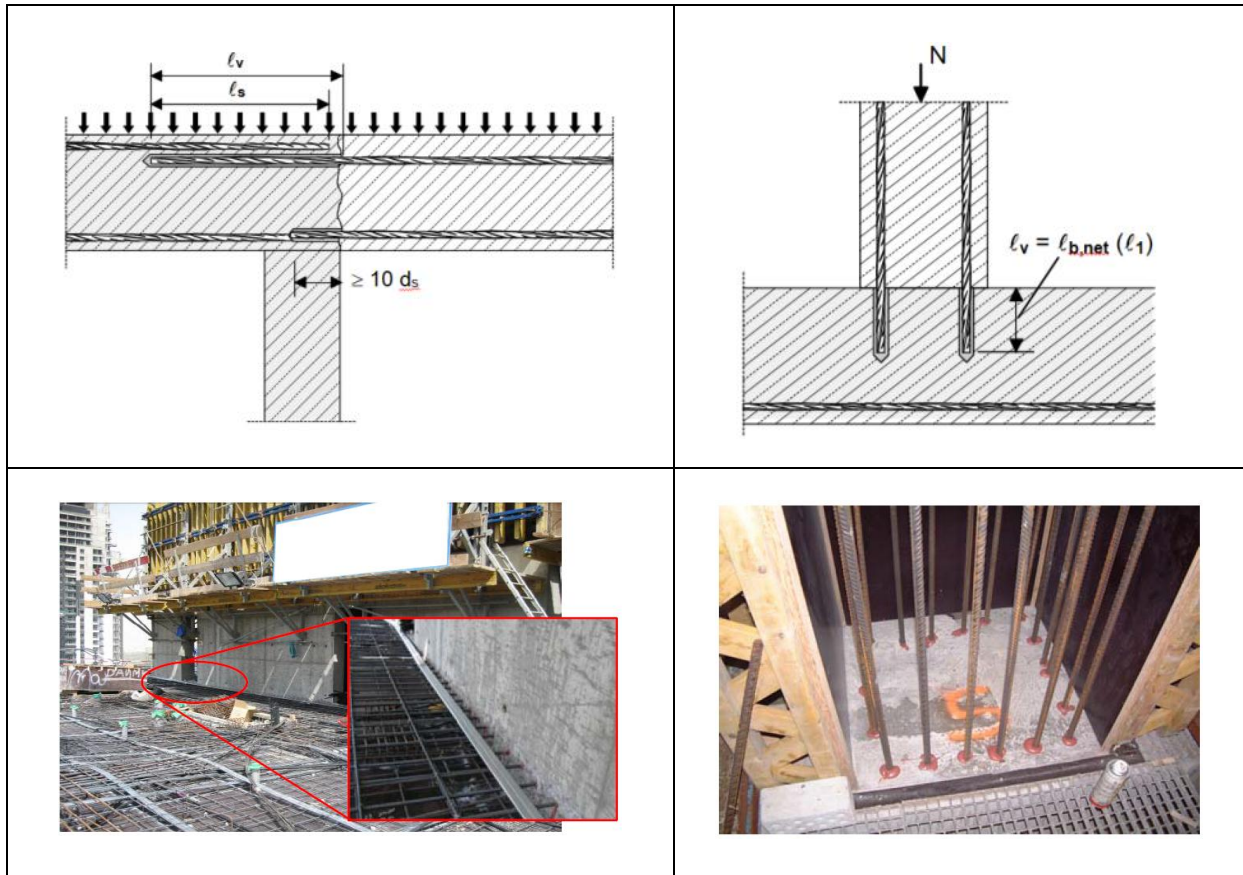 ℓv
ℓs
≥ 10 ds
N
ℓv = ℓb,net (ℓ1)